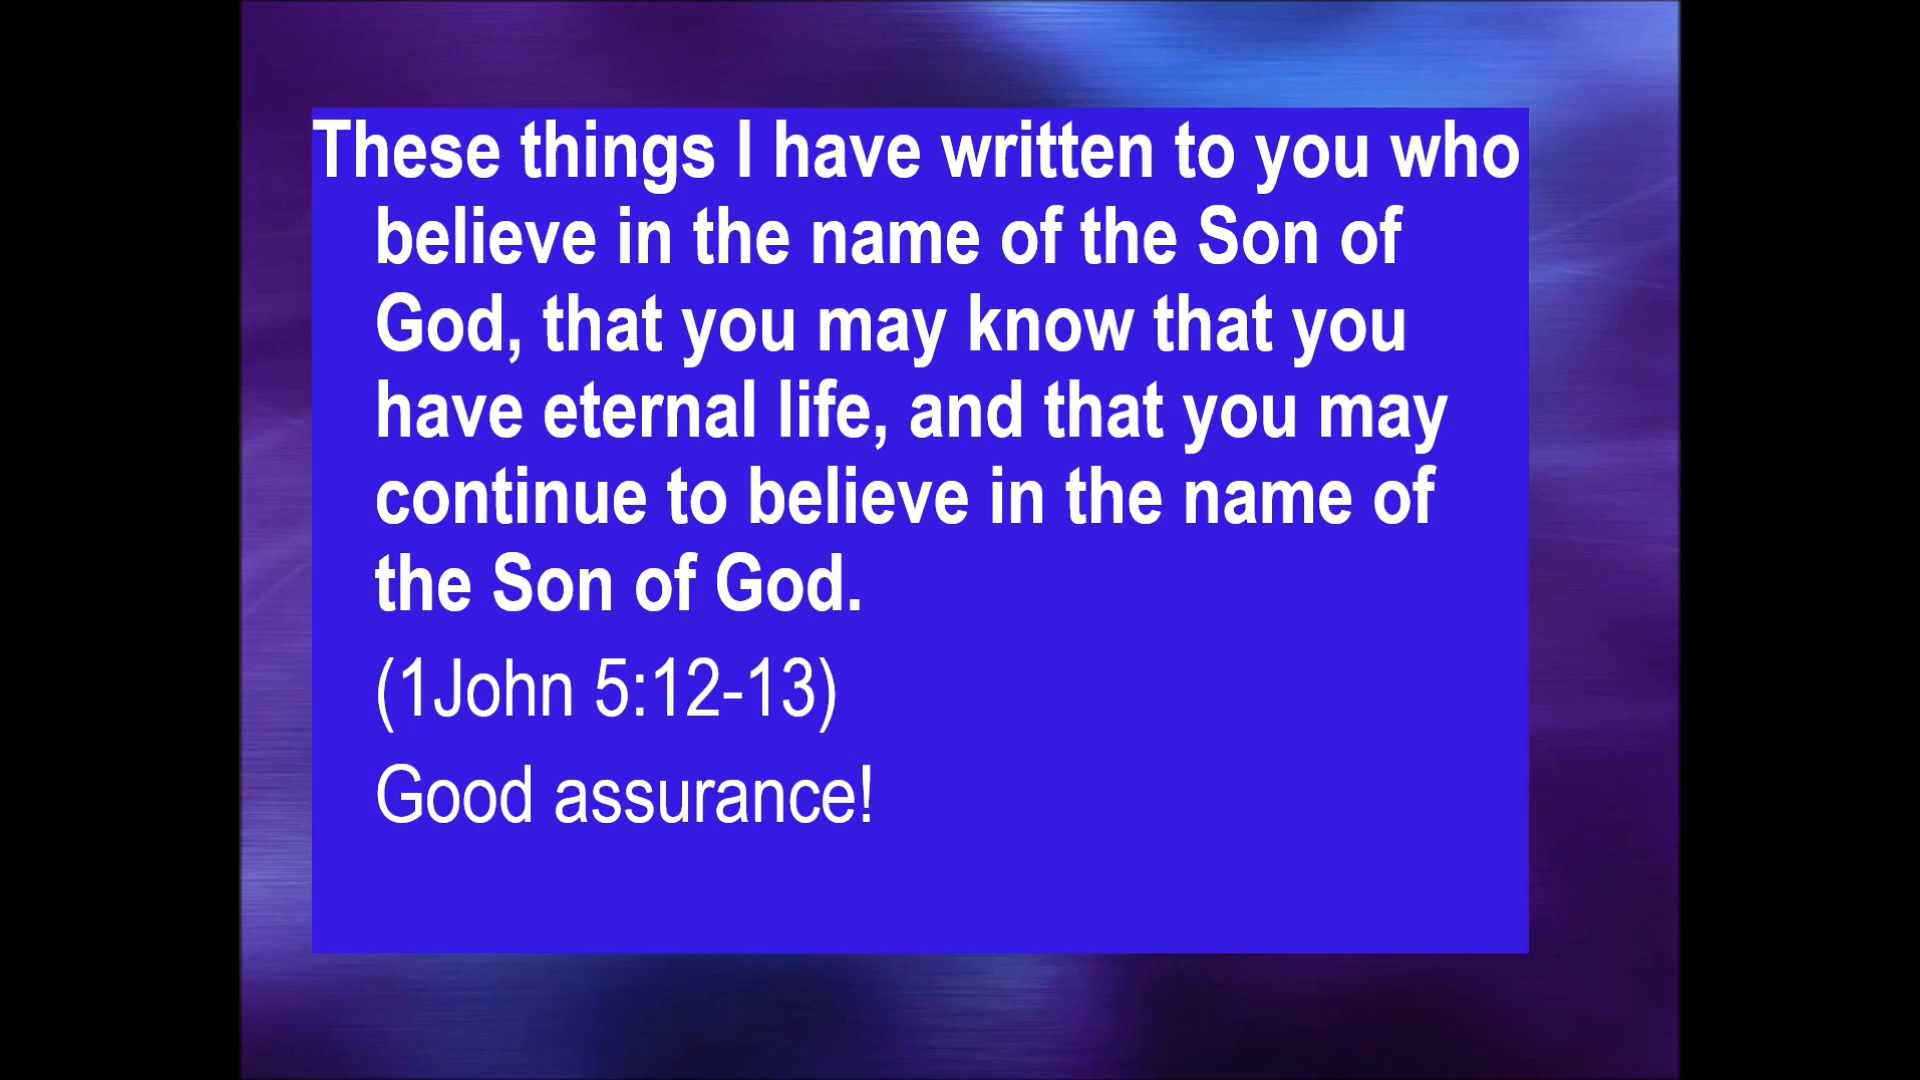 These things I have written to you who
believe in the name of the Son of
God, that you may know that you
have eternal life, and that you may
continue to believe in the name of
the Son of God.
(1John 5:12-13)
Good assurance!